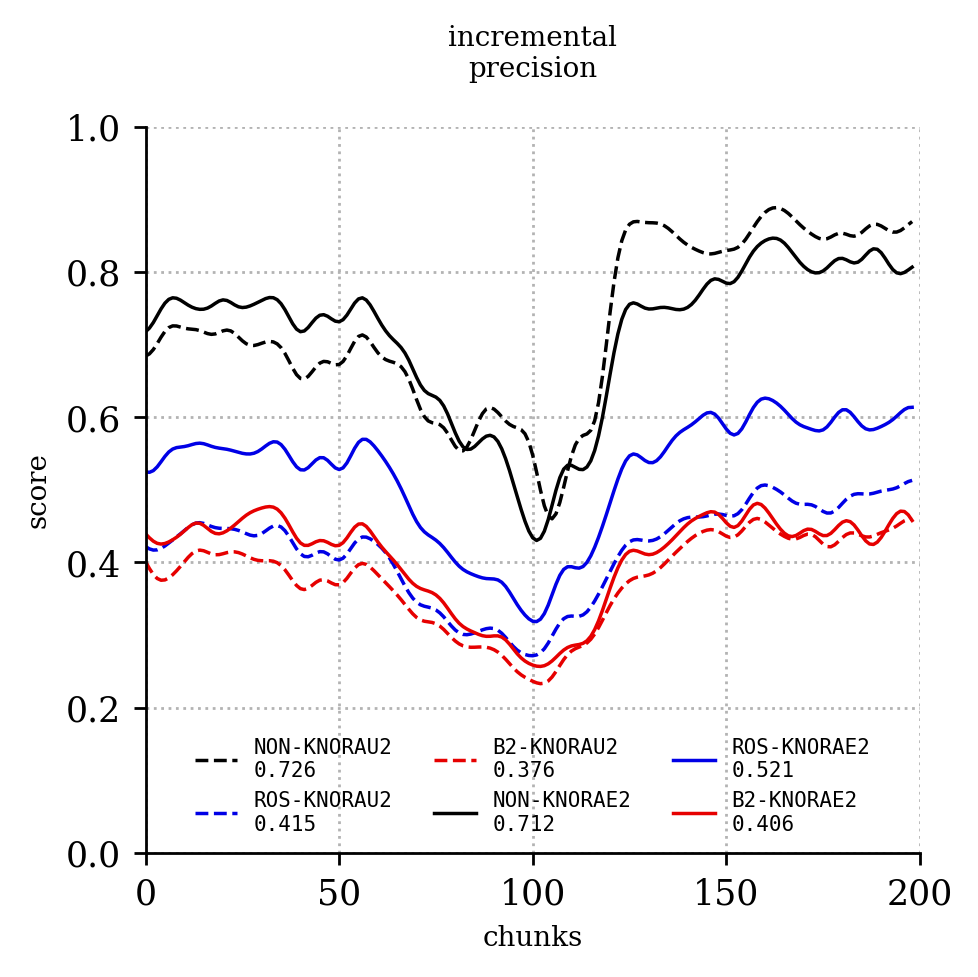 incremental
precision
1.0
0.8
0.6
0.4
0.2
0.0
score
NON-KNORAU2
0.726
ROS-KNORAU2
0.415
B2-KNORAU2
0.376
NON-KNORAE2
0.712
ROS-KNORAE2
0.521
B2-KNORAE2
0.406
0 50 100 150 200
chunks